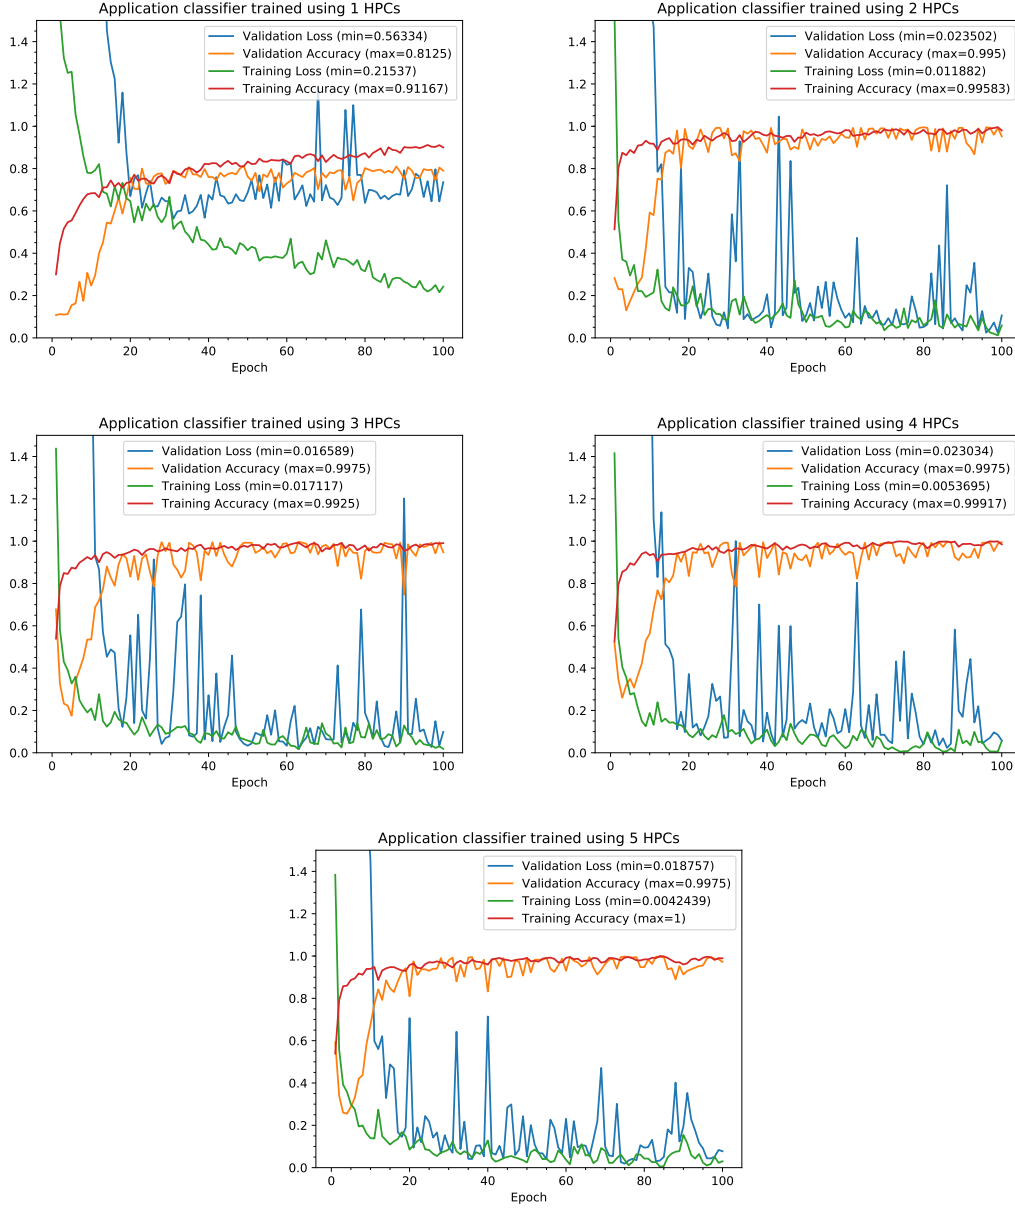 Application classifier trained using 1 HPCs
Validation Loss (min=0.56334)
Validation Accuracy (max=0.8125)
Training Loss (min=0.21537)
Training Accuracy (max=0.91167)
1.4
1.2
1.0
0.8
0.6
0.4
0.2
0.0
0 20 40 60 80 100
Epoch
Application classifier trained using 2 HPCs
Validation Loss (min=0.023502)
Validation Accuracy (max=0.995)
Training Loss (min=0.011882)
Training Accuracy (max=0.99583)
1.4
1.2
1.0
0.8
0.6
0.4
0.2
0.0
0 20 40 60 80 100
Epoch
Application classifier trained using 3 HPCs
Validation Loss (min=0.016589)
Validation Accuracy (max=0.9975)
Training Loss (min=0.017117)
Training Accuracy (max=0.9925)
1.4
1.2
1.0
0.8
0.6
0.4
0.2
0.0
0 20 40 60 80 100
Epoch
Application classifier trained using 4 HPCs
Validation Loss (min=0.023034)
Validation Accuracy (max=0.9975)
Training Loss (min=0.0053695)
Training Accuracy (max=0.99917)
1.4
1.2
1.0
0.8
0.6
0.4
0.2
0.0
0 20 40 60 80 100
Epoch
Application classifier trained using 5 HPCs
Validation Loss (min=0.018757)
Validation Accuracy (max=0.9975)
Training Loss (min=0.0042439)
Training Accuracy (max=1)
1.4
1.2
1.0
0.8
0.6
0.4
0.2
0.0
0 20 40 60 80 100
Epoch